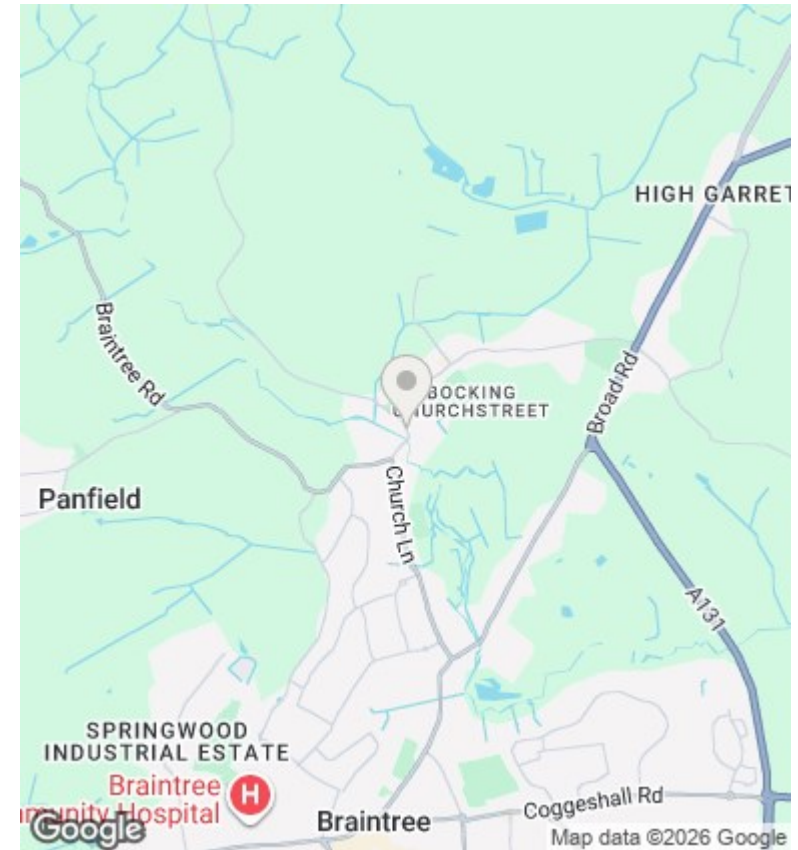 HIGH GARRET
Braintree Rd
Broad Rd
BOCKING
CHURCHSTREET
Panfield
Church Ln
A131
SPRINGWOOD
INDUSTRIAL ESTATE
Braintree
munity Hospital
H
Coggeshall Rd
Braintree
Google
Map data ©2026 Google